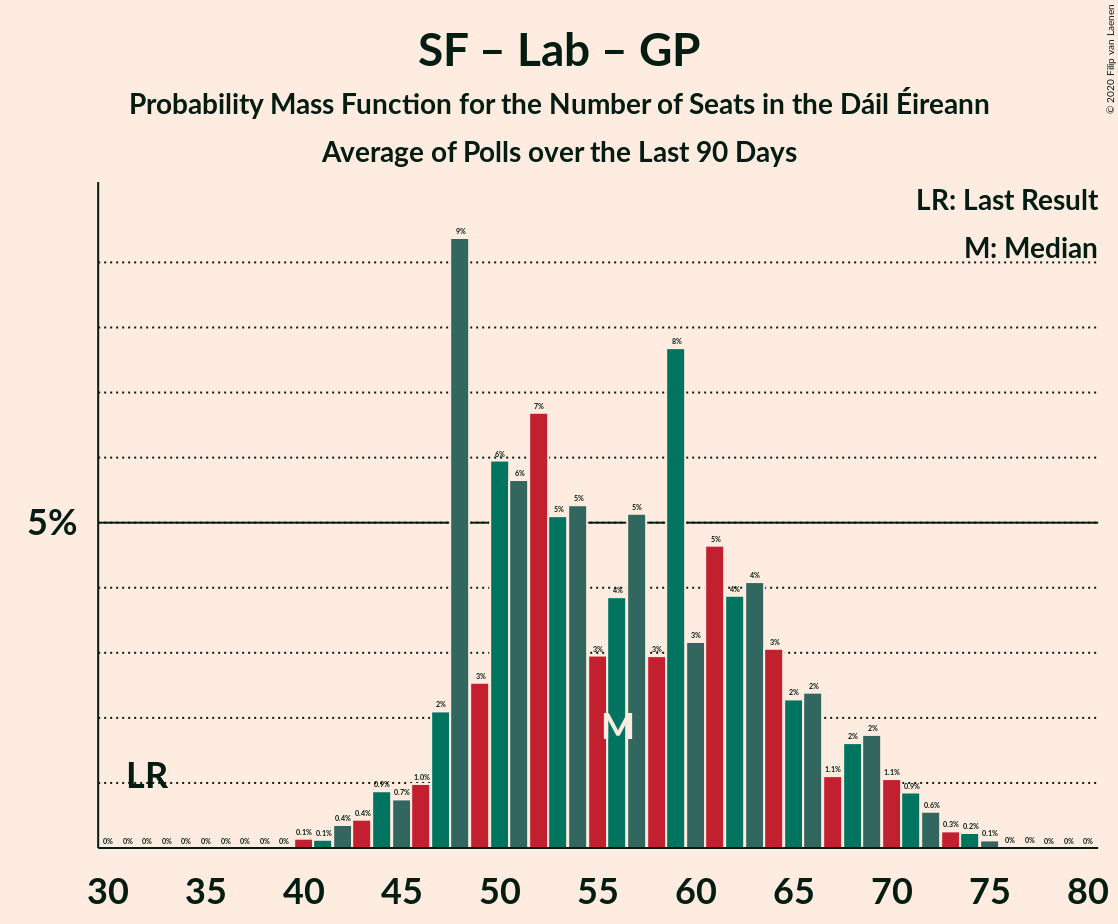 SF – Lab – GP
Probability Mass Function for the Number of Seats in the Dáil Éireann
Average of Polls over the Last 90 Days
© 2020 Filip van Laenen
LR: Last Result
M: Median
5%
LR
M
0% 0% 0% 0% 0% 0% 0% 0% 0% 0% 0.1% 0.1% 0.4% 0.4% 0.9% 0.7% 1.0% 2% 9% 3% 6% 6% 7% 5% 5% 3% 4% 5% 3% 8% 3% 5% 4% 4% 3% 2% 2% 1.1% 2% 2% 1.1% 0.9% 0.6% 0.3% 0.2% 0.1% 0% 0% 0% 0% 0%
30 35 40 45 50 55 60 65 70 75 80